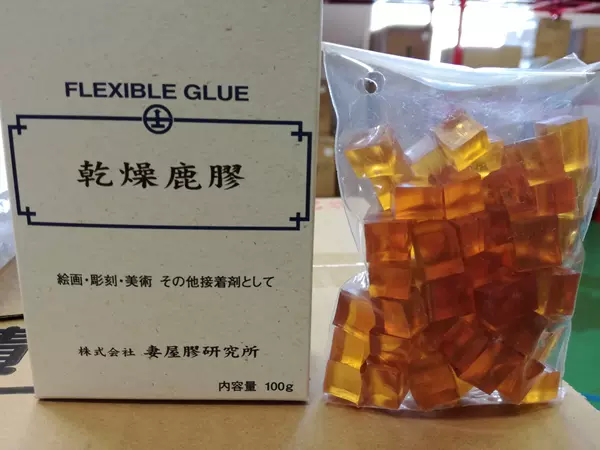 FLEXIBLE GLUE
乾燥鹿膠
絵画・彫刻・美術 その他接着剤として
株式会社 妻屋膠研究所
内容量 100g